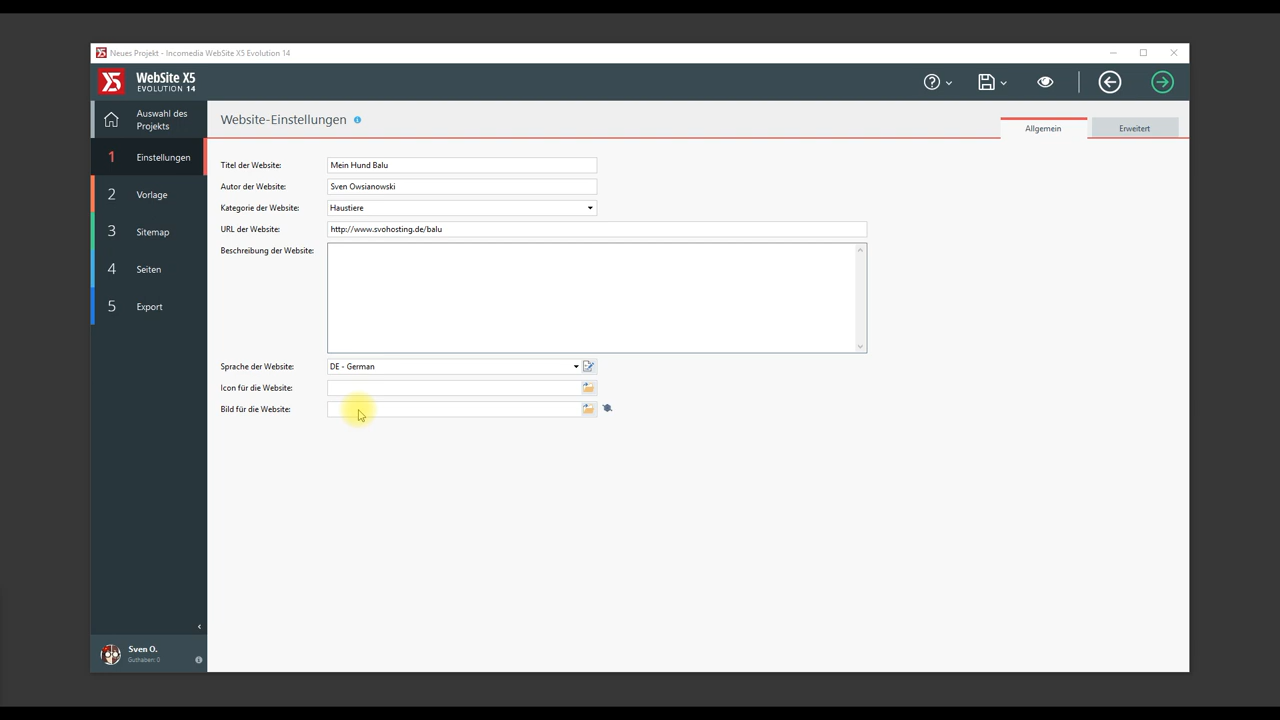 Neues Projekt - Incomedia WebSite X5 Evolution 14
WebSite X5
EVOLUTION 14
Auswahl des
Projekts
1 Einstellungen
2 Vorlage
3 Sitemap
4 Seiten
5 Export
Sven O.
Guthaben: 0
Website-Einstellungen
Allgemein
Erweitert
Titel der Website: Mein Hund Balu
Autor der Website: Sven Owsianowski
Kategorie der Website: Haustiere
URL der Website: http://www.svohosting.de/balu
Beschreibung der Website:
Sprache der Website: DE - German
Icon für die Website:
Bild für die Website: